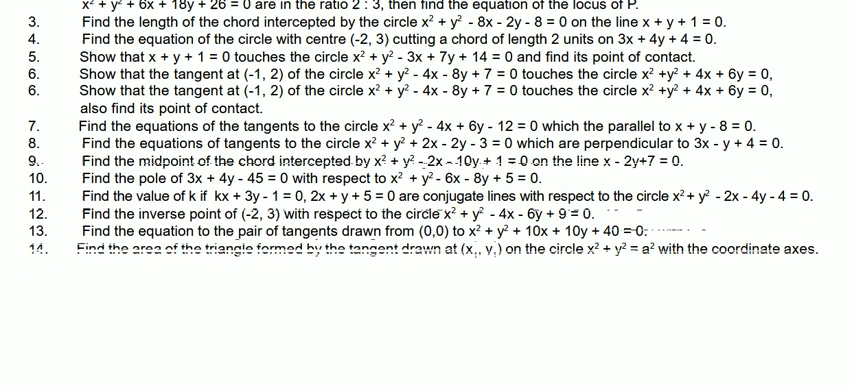 x² + y² + 6x + 18y + 26 = 0 are in the ratio 2 : 3, then find the equation of the locus of P.
3. Find the length of the chord intercepted by the circle x² + y² - 8x - 2y - 8 = 0 on the line x + y + 1 = 0.
4. Find the equation of the circle with centre (-2, 3) cutting a chord of length 2 units on 3x + 4y + 4 = 0.
5. Show that x + y + 1 = 0 touches the circle x² + y² - 3x + 7y + 14 = 0 and find its point of contact.
6. Show that the tangent at (-1, 2) of the circle x² + y² - 4x - 8y + 7 = 0 touches the circle x² +y² + 4x + 6y = 0,
6. Show that the tangent at (-1, 2) of the circle x² + y² - 4x - 8y + 7 = 0 touches the circle x² +y² + 4x + 6y = 0,
also find its point of contact.
7. Find the equations of the tangents to the circle x² + y² - 4x + 6y - 12 = 0 which the parallel to x + y - 8 = 0.
8. Find the equations of tangents to the circle x² + y² + 2x - 2y - 3 = 0 which are perpendicular to 3x - y + 4 = 0.
9. Find the midpoint of the chord intercepted by x² + y² - 2x - 10y + 1 = 0 on the line x - 2y+7 = 0.
10. Find the pole of 3x + 4y - 45 = 0 with respect to x² + y² - 6x - 8y + 5 = 0.
11. Find the value of k if kx + 3y - 1 = 0, 2x + y + 5 = 0 are conjugate lines with respect to the circle x² + y² - 2x - 4y - 4 = 0.
12. Find the inverse point of (-2, 3) with respect to the circle x² + y² - 4x - 6y + 9 = 0.
13. Find the equation to the pair of tangents drawn from (0,0) to x² + y² + 10x + 10y + 40 = 0.
14. Find the area of the triangle formed by the tangent drawn at (x₁, y₁) on the circle x² + y² = a² with the coordinate axes.